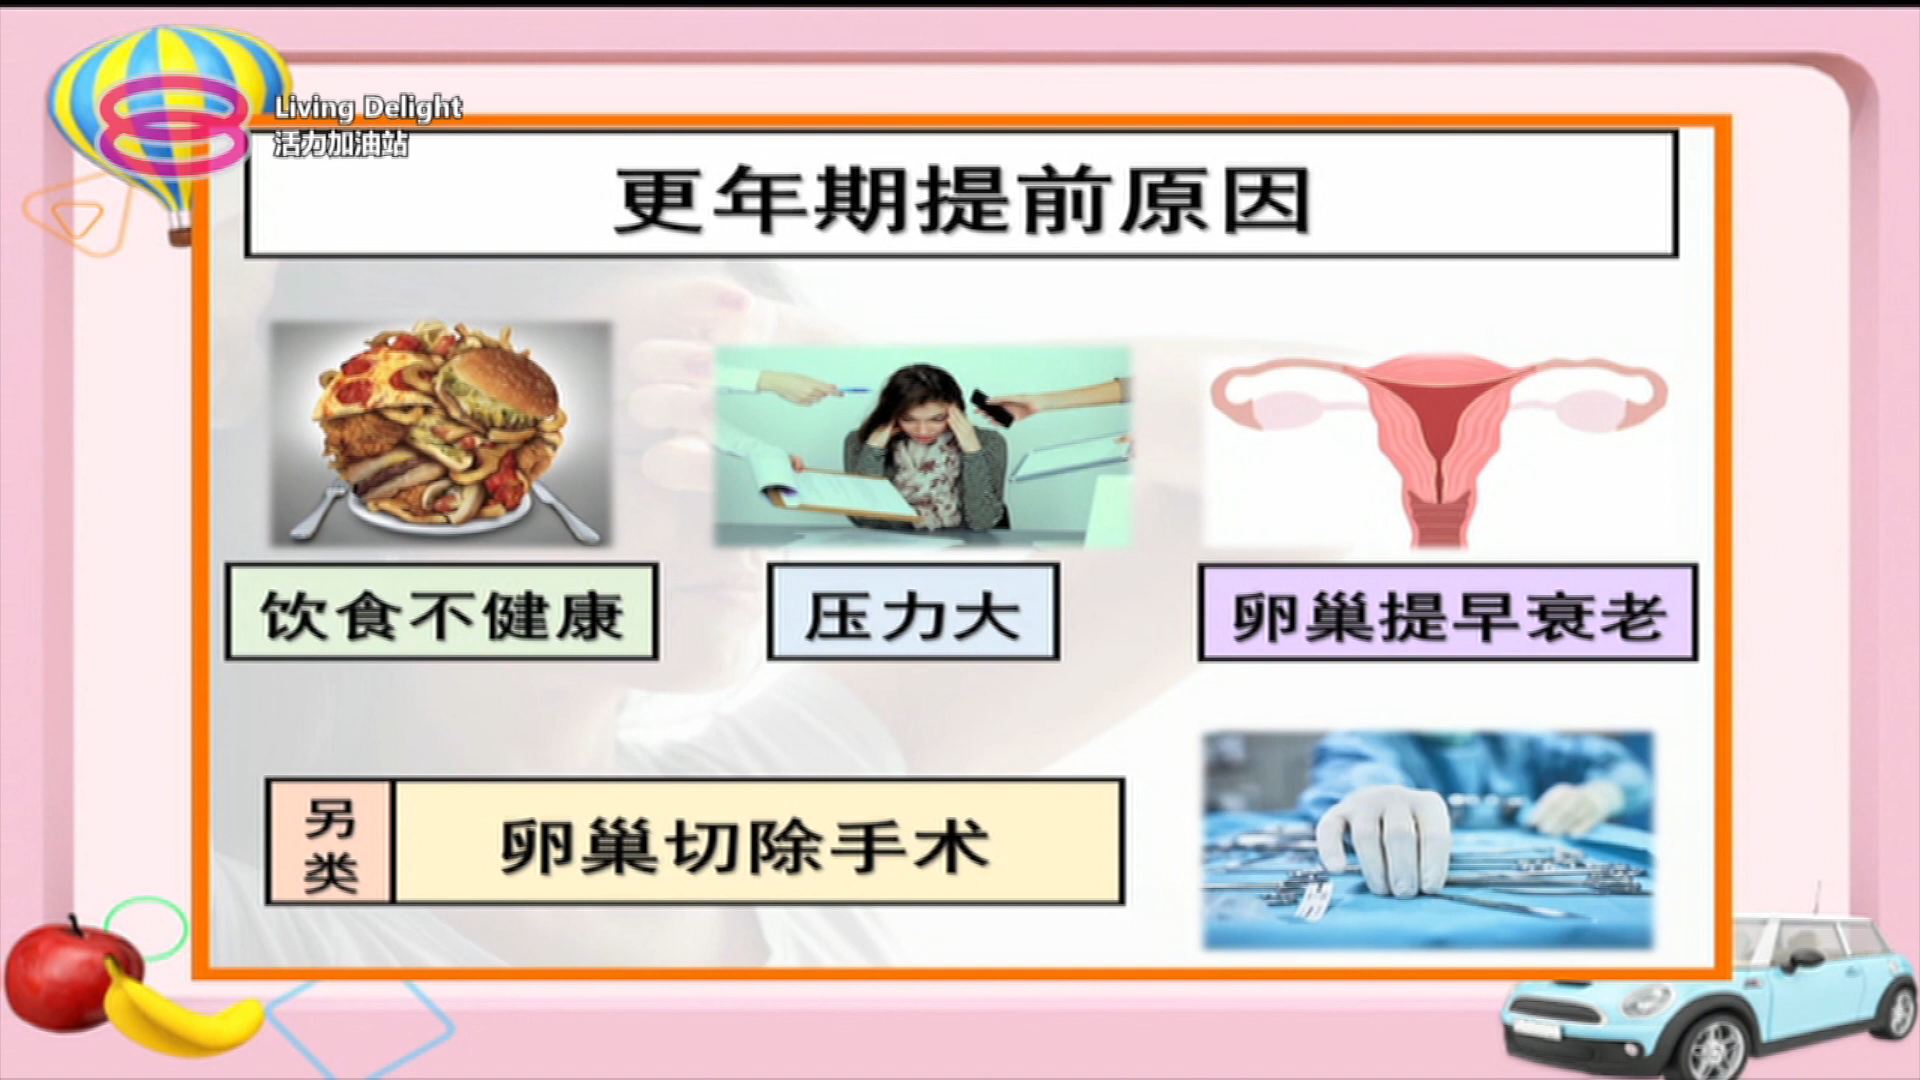 Living Delight
活力加油站
更年期提前原因
饮食不健康
压力大
卵巢提早衰老
另类
卵巢切除手术